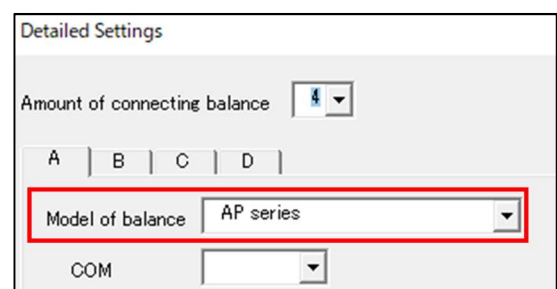 Detailed Settings
Amount of connecting balance 4
A B C D
Model of balance AP series
COM